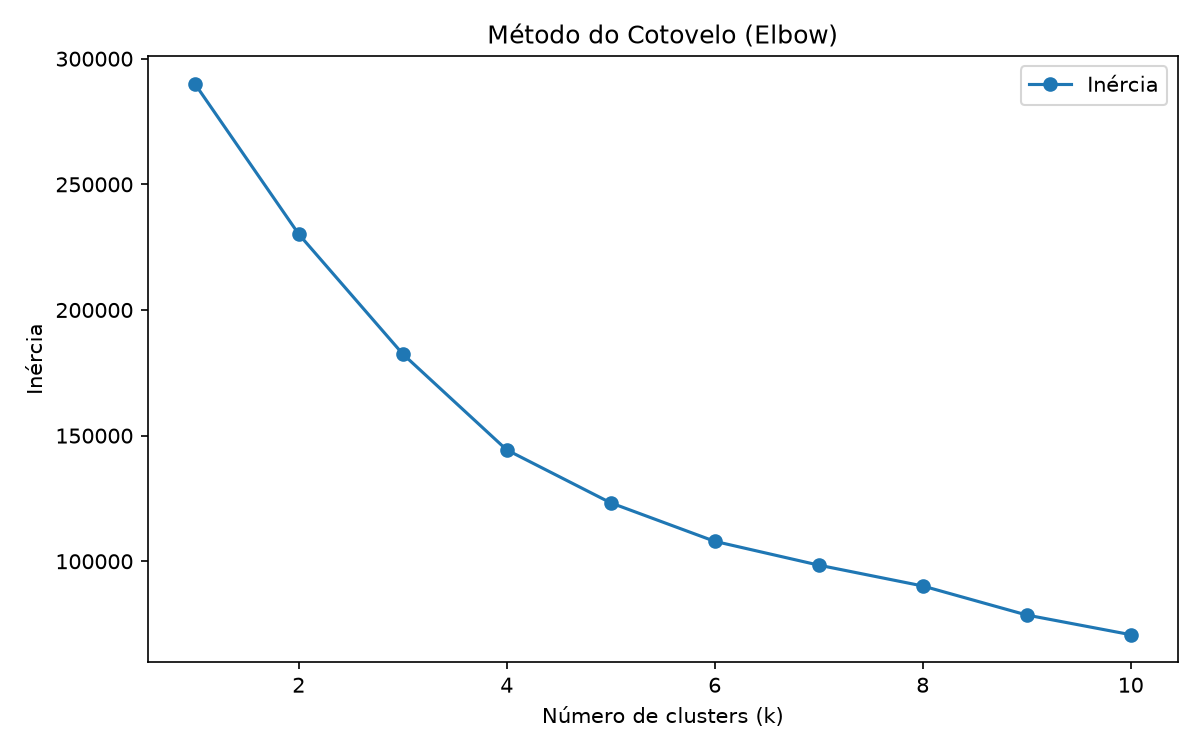 Método do Cotovelo (Elbow)
Inércia
300000
250000
200000
150000
100000
Inércia
2
4
6
8
10
Número de clusters (k)